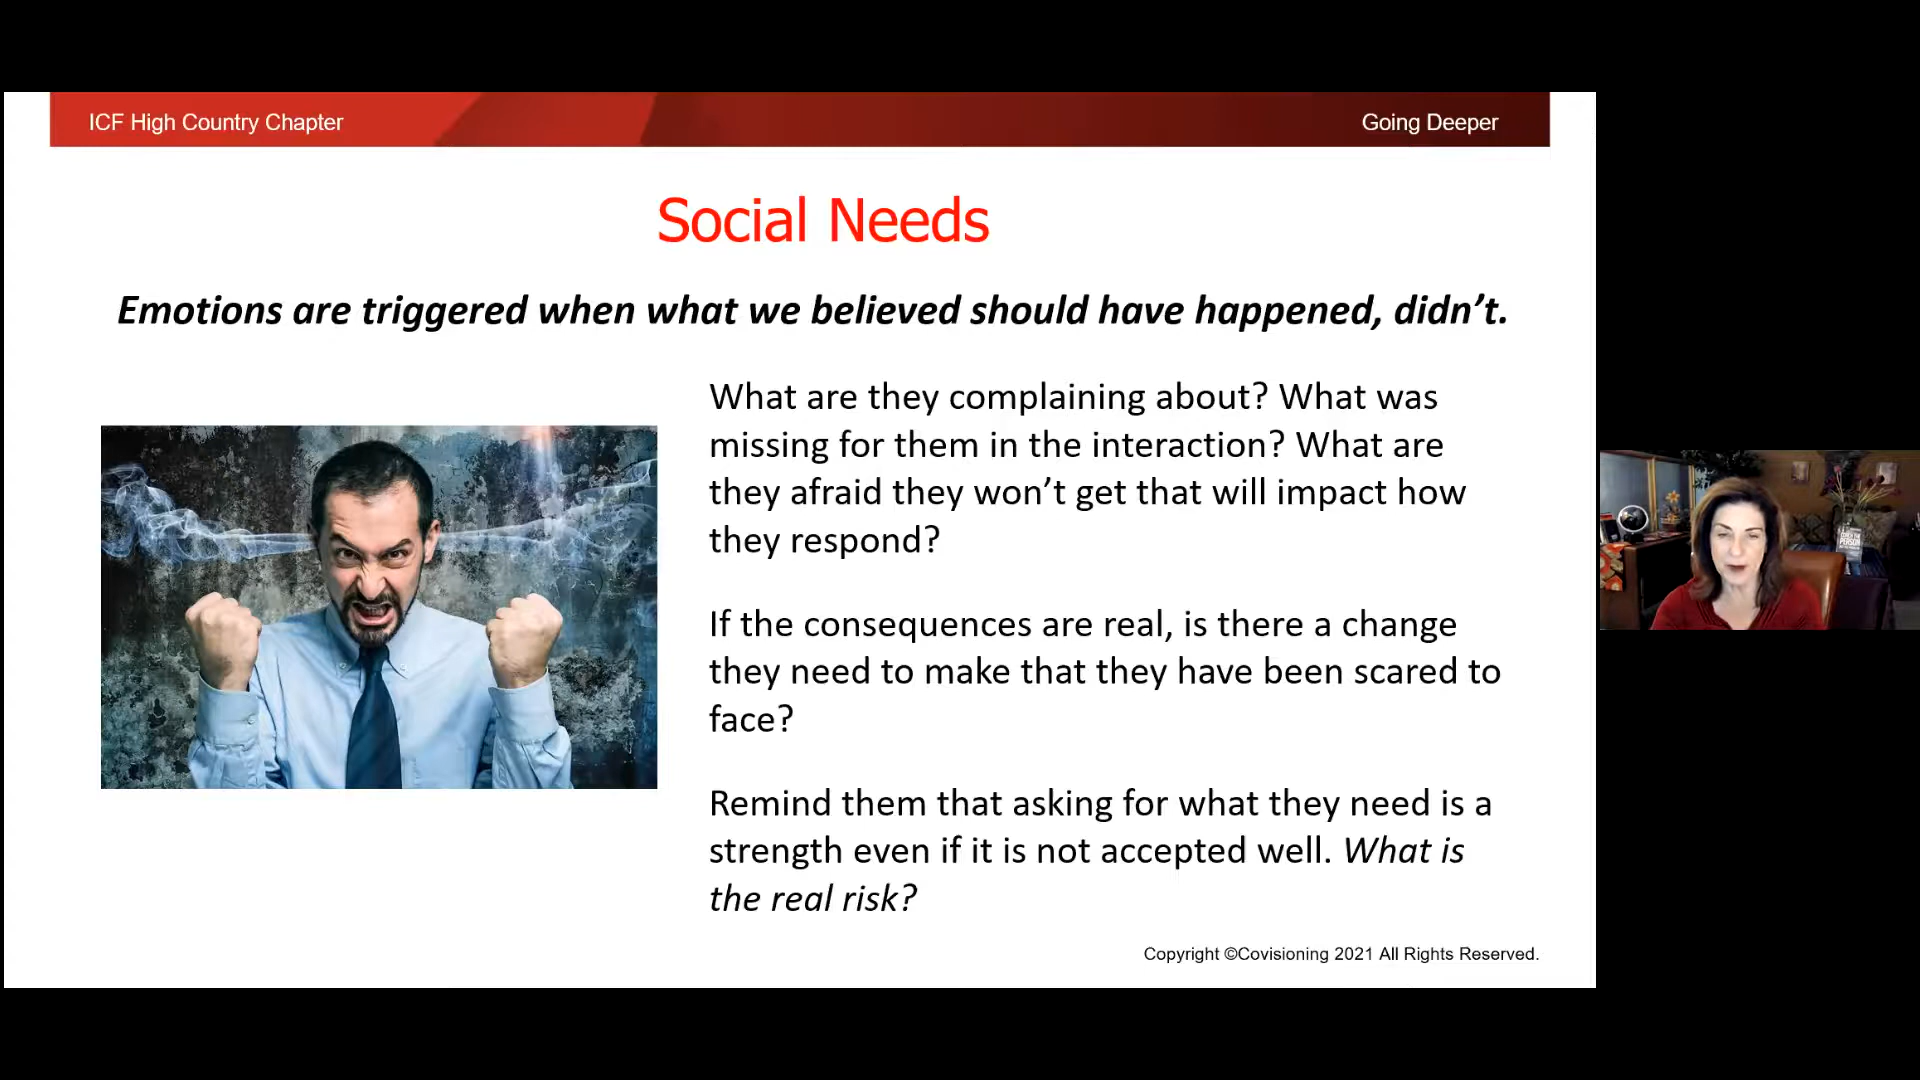 ICF High Country Chapter
Going Deeper
Social Needs
Emotions are triggered when what we believed should have happened, didn’t.
What are they complaining about? What was
missing for them in the interaction? What are
they afraid they won’t get that will impact how
they respond?
If the consequences are real, is there a change
they need to make that they have been scared to
face?
Remind them that asking for what they need is a
strength even if it is not accepted well. What is
the real risk?
Copyright ©Covisioning 2021 All Rights Reserved.